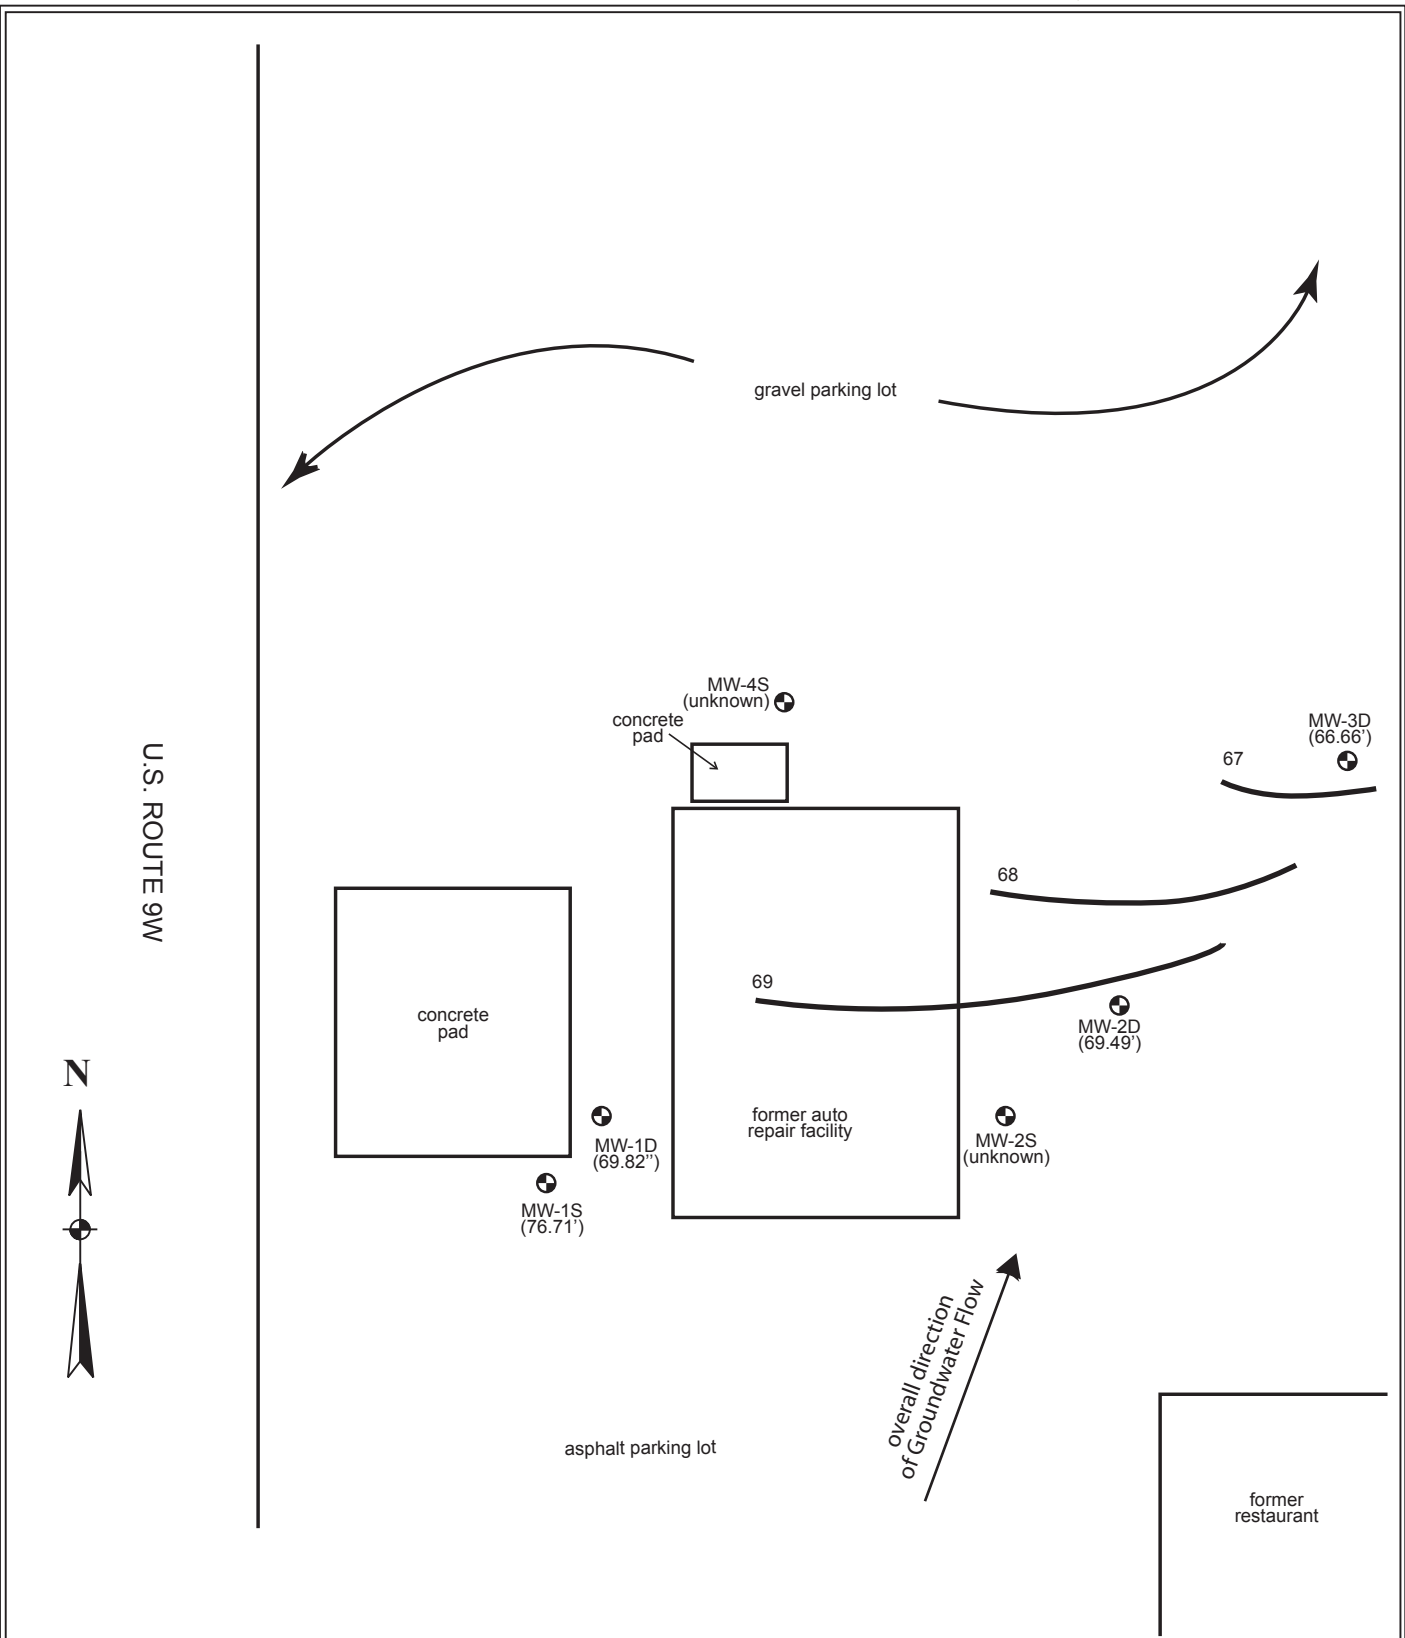 gravel parking lot
MW-4S
(unknown)
concrete
pad
MW-3D
(66.66')
67
U.S. ROUTE 9W
68
69
concrete
pad
MW-2D
(69.49')
N
former auto
repair facility
MW-1D
(69.82'')
MW-2S
(unknown)
MW-1S
(76.71')
overall direction
of Groundwater Flow
asphalt parking lot
former
restaurant